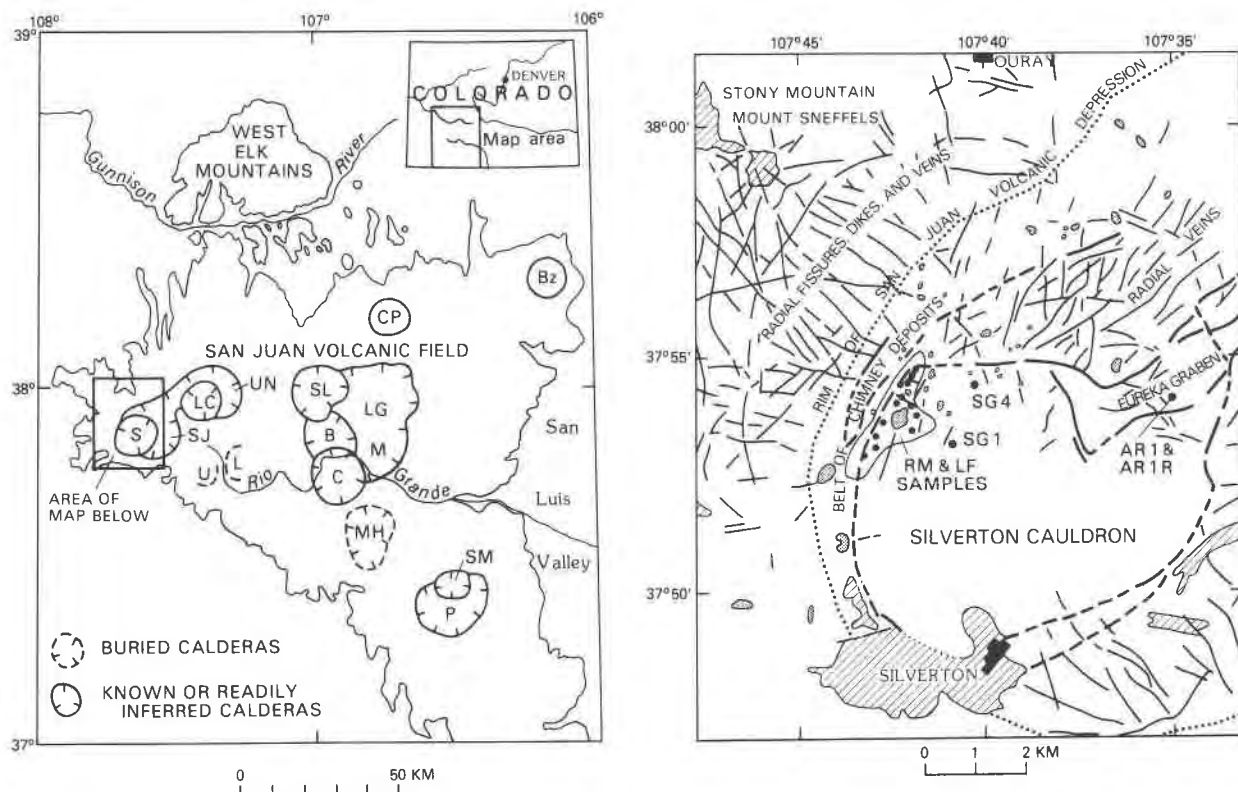 108°
107°
106°
39°
DENVER
COLORADO
Map area
WEST
ELK
MOUNTAINS
Gunnison
River
Bz
CP
SAN JUAN VOLCANIC FIELD
38°
UN
LC
SL
LG
S
SJ
B
M
San
U
L
Rio
C
Grande
Luis
AREA OF
MAP BELOW
MH
Valley
SM
P
BURIED CALDERAS
KNOWN OR READILY
INFERRED CALDERAS
37°
0 50 KM
107°45' 107°40' 107°35'
OURAY
STONY MOUNTAIN
MOUNT SNEFFELS
38°00'
RIM OF SAN JUAN VOLCANIC DEPRESSION
RADIAL FISSURES, DIKES, AND VEINS
RADIAL VEINS
BELT OF CHIMNEY DEPOSITS
37°55'
EUREKA GRABEN
SG4
SG1
AR1&
AR1R
RM & LF
SAMPLES
SILVERTON CAULDRON
37°50'
SILVERTON
0 1 2 KM